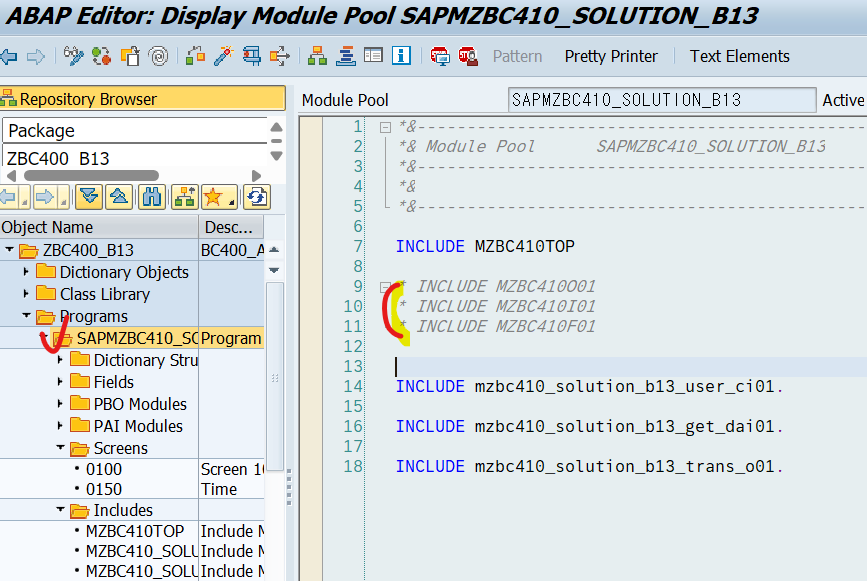 ABAP Editor: Display Module Pool SAPMZBC410_SOLUTION_B13
Pattern Pretty Printer Text Elements
Repository Browser
Package
ZBC400_B13
Object Name Desc...
ZBC400_B13 BC400_A
Dictionary Objects
Class Library
Programs
SAPMZBC410_SO Program
Dictionary Stru
Fields
PBO Modules
PAI Modules
Screens
0100 Screen 10
0150 Time
Includes
MZBC410TOP Include M
MZBC410_SOLU Include M
MZBC410_SOLU Include M
Module Pool SAPMZBC410_SOLUTION_B13 Active
1 *&---------------------------------------------
2 *& Module Pool SAPMZBC410_SOLUTION_B13
3 *&---------------------------------------------
4 *&
5 *&---------------------------------------------
6
7 INCLUDE MZBC410TOP
8
9 * INCLUDE MZBC410O01
10 * INCLUDE MZBC410I01
11 * INCLUDE MZBC410F01
12
13
14 INCLUDE mzbc410_solution_b13_user_ci01.
15
16 INCLUDE mzbc410_solution_b13_get_dai01.
17
18 INCLUDE mzbc410_solution_b13_trans_o01.